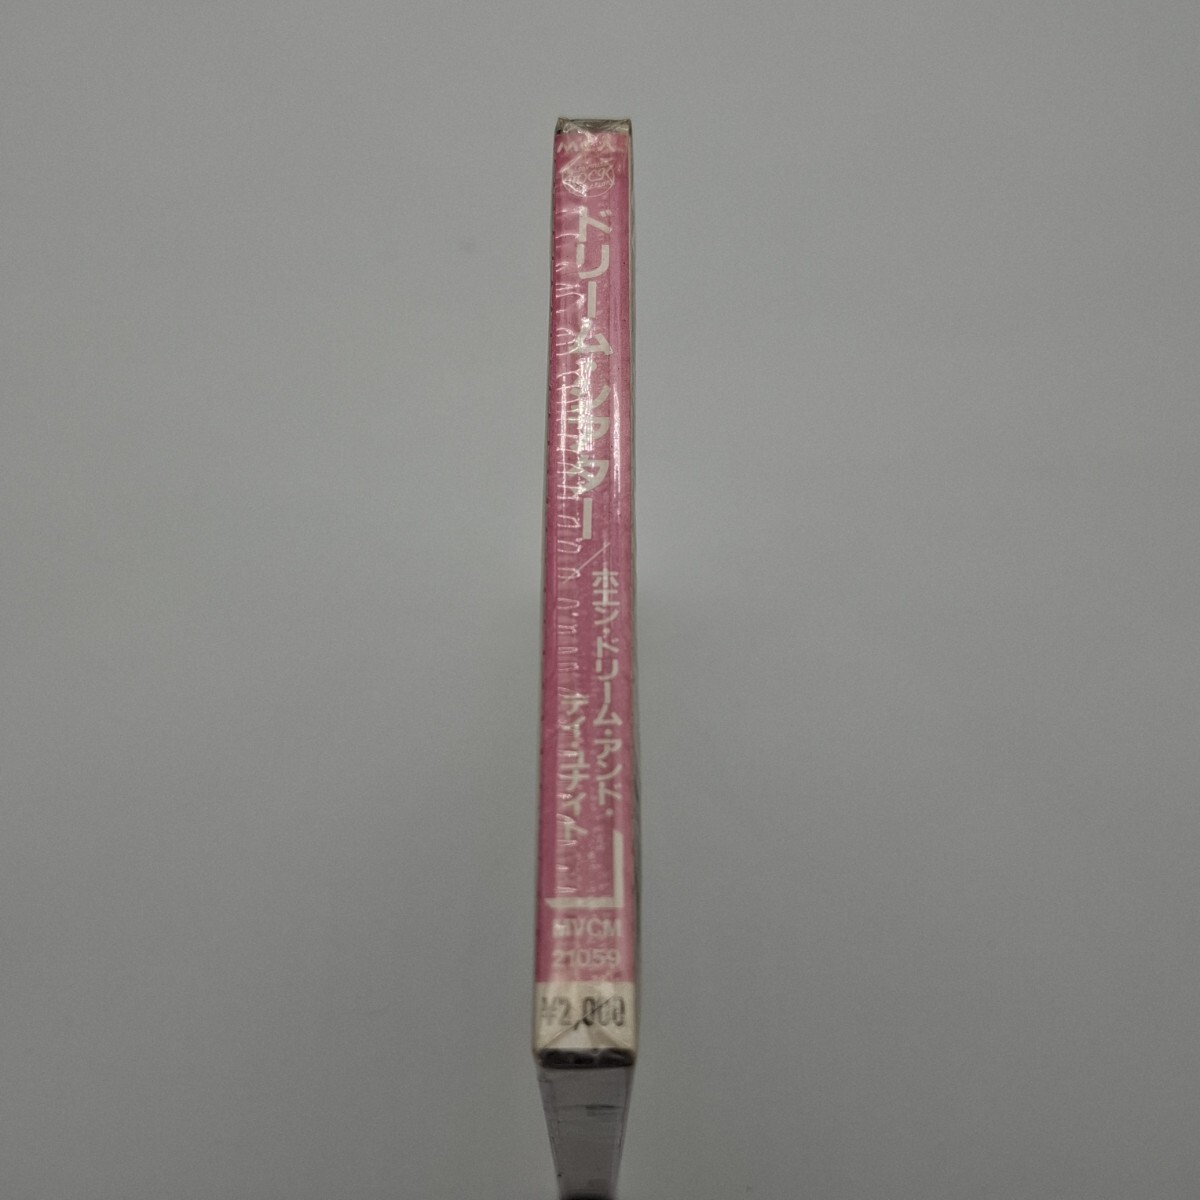 MCA
ROCK
ドリーム・シアター
／ホエン・ドリーム・アンド・
デイ・ユナイト
MVCM
21059
¥2,000